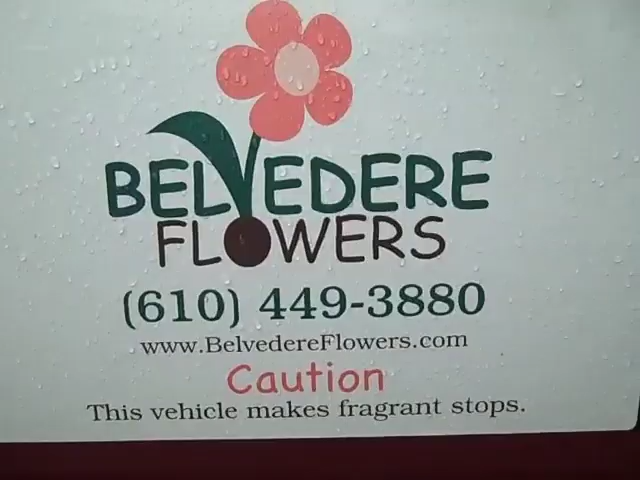 BELVEDERE
FLOWERS
(610) 449-3880
www.BelvedereFlowers.com
Caution
This vehicle makes fragrant stops.